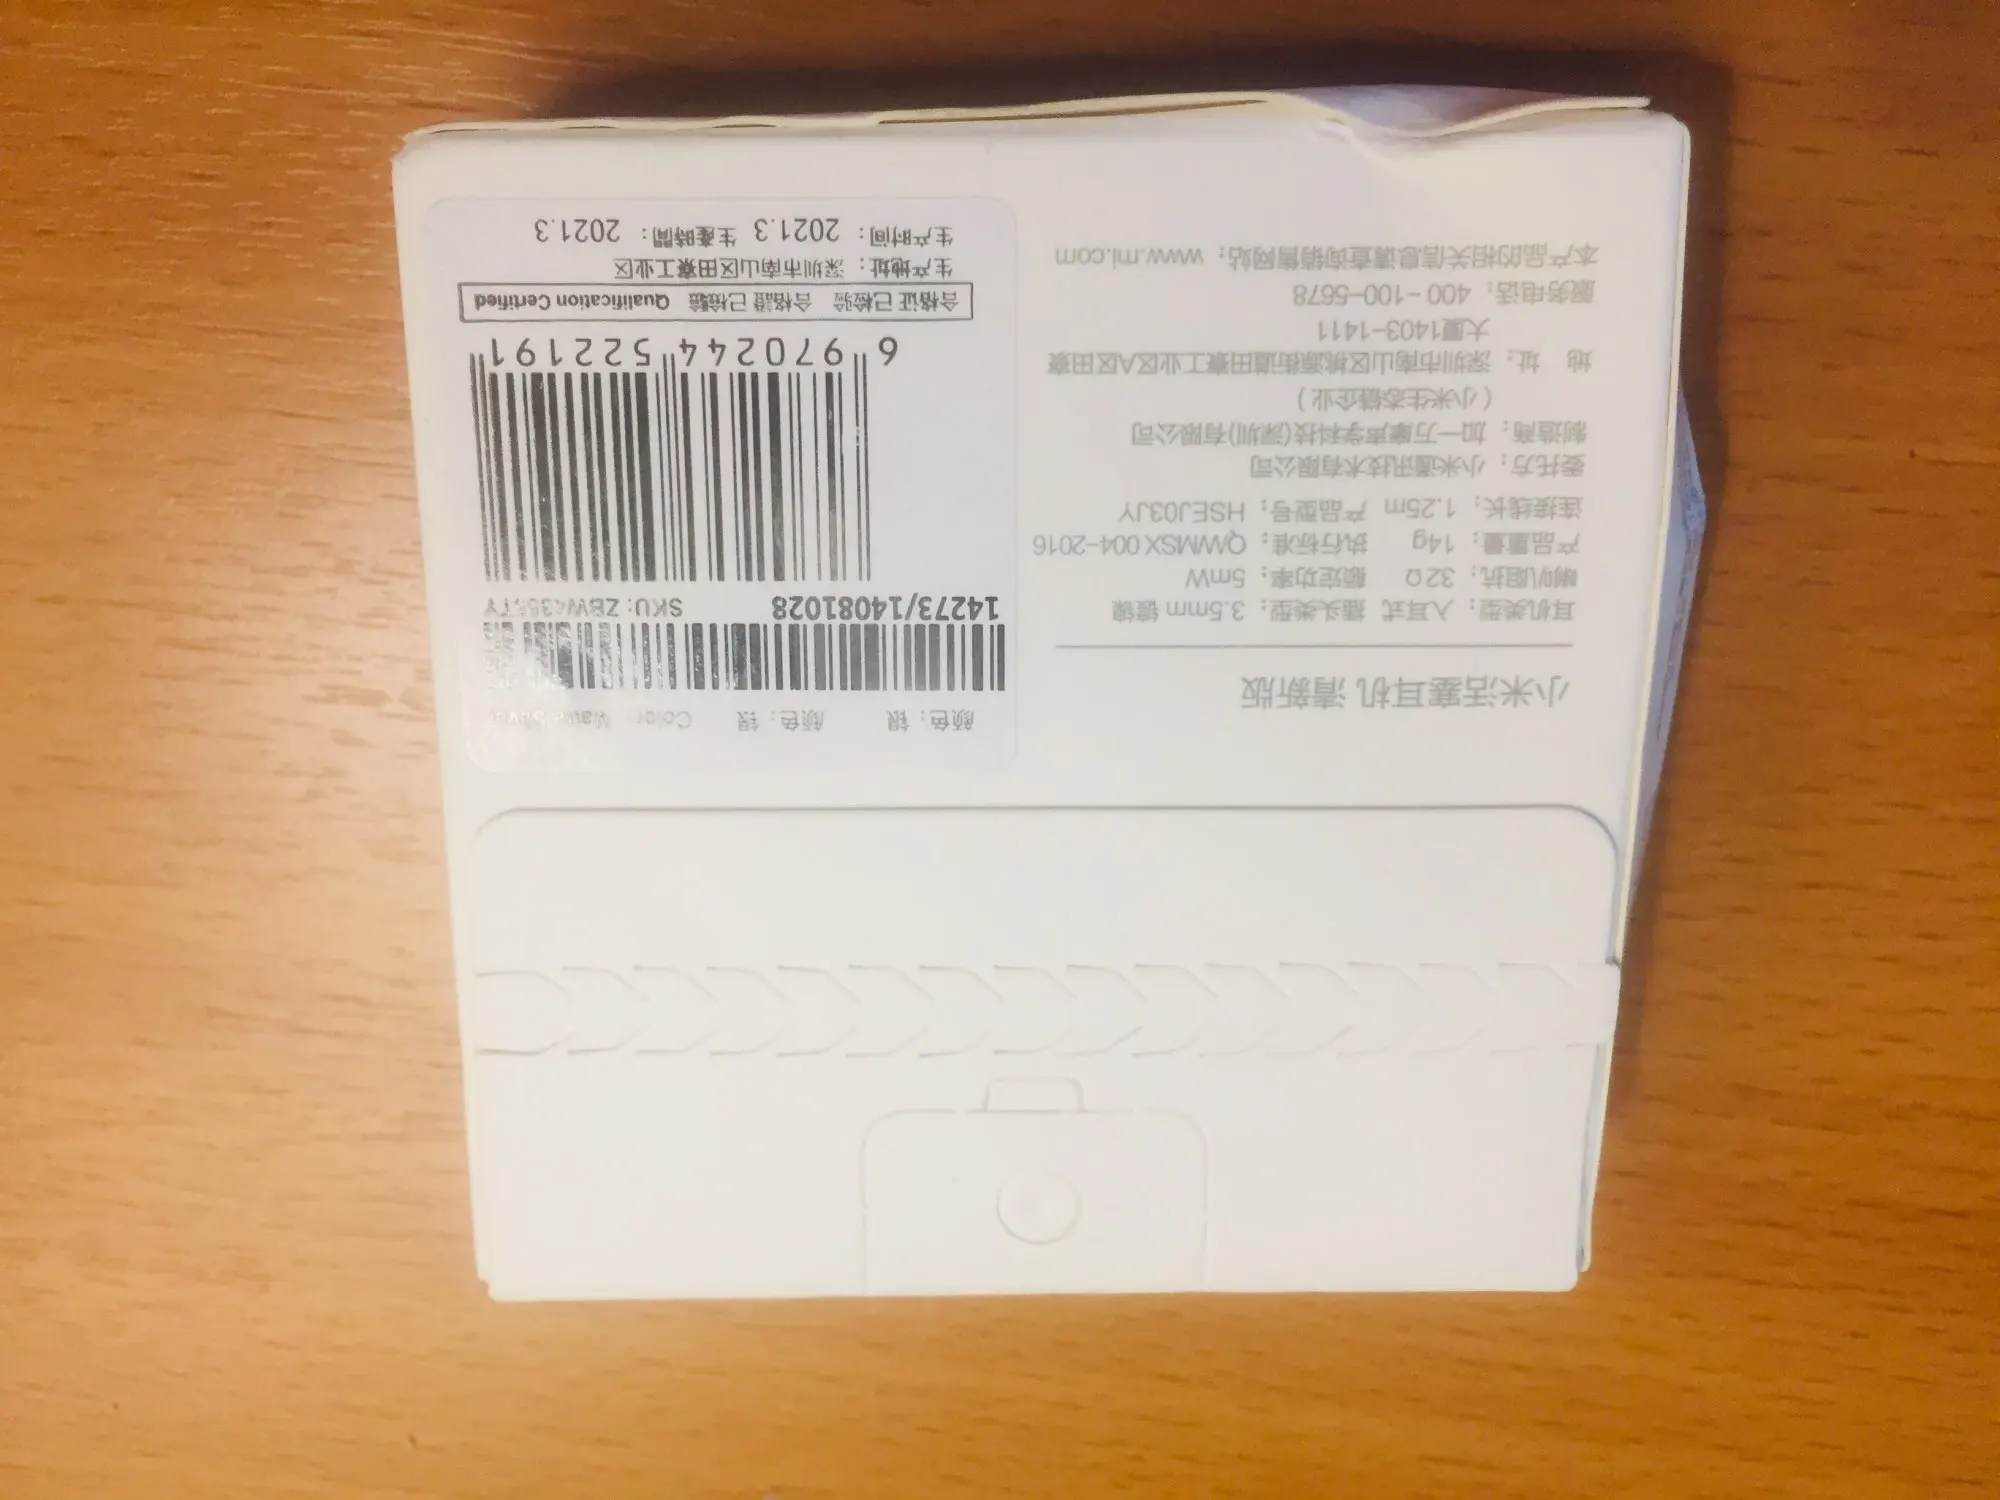 小米活塞耳机 清新版
耳机类型：入耳式 插头类型：3.5mm 镀镍
喇叭阻抗：32Ω 额定功率：5mW
产品重量：14g 执行标准：QWMSX 004-2016
连接线长：1.25m 产品型号：HSEJ03JY
委托方：小米通讯技术有限公司
制造商：加一万魔声学科技(深圳)有限公司
(小米生态链企业)
地 址：深圳市南山区桃源街道田寮工业区A区田寮
大厦1403-1411
服务电话：400-100-5678
本产品的相关信息请查询销售网站：www.mi.com
颜色：银 颜色：银 Color:
14273/14081028 SKU:
6 970244 522191
合格证 已检验 合格證 已檢驗 Qualification Certified
生产地址：深圳市南山区田寮工业区
生产时间：2021.3 生產時間：2021.3